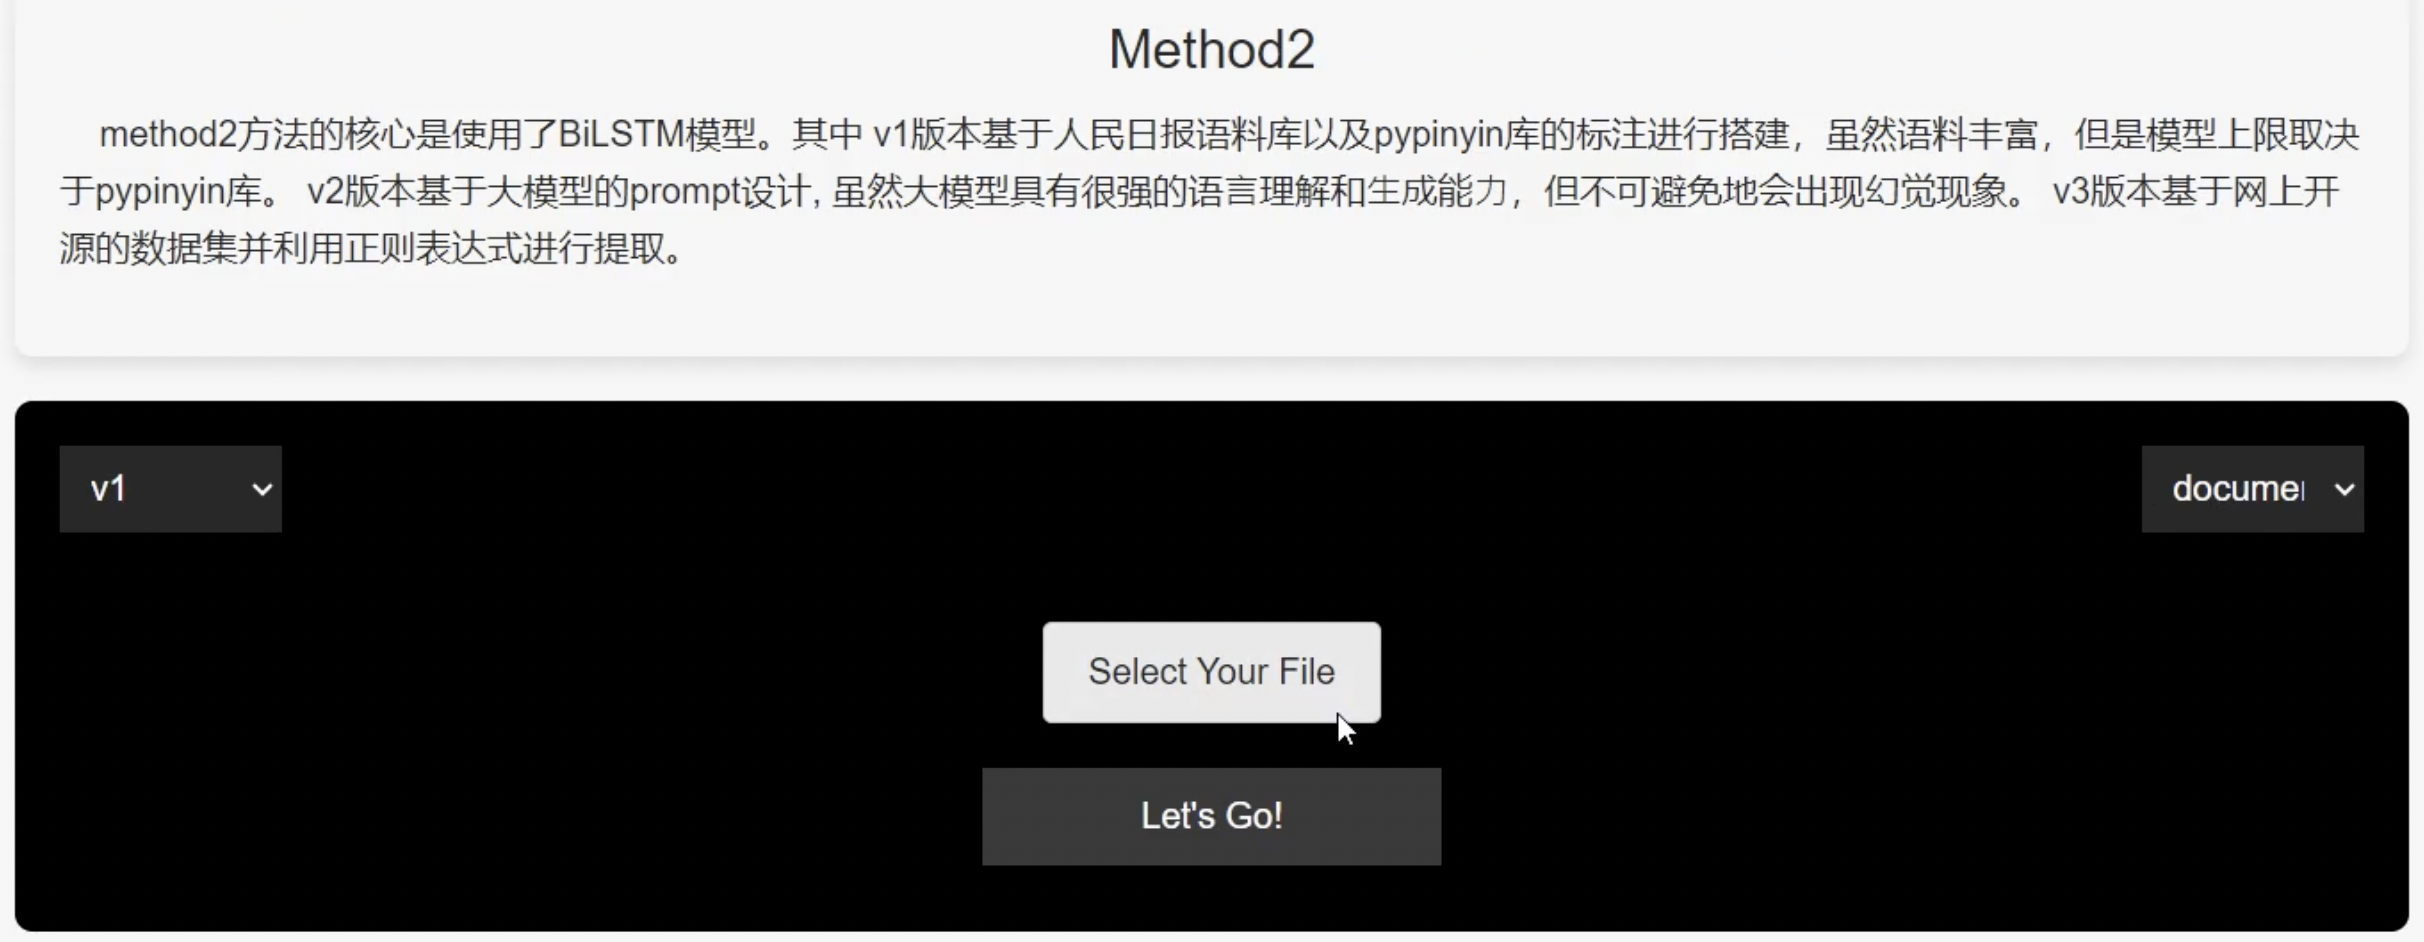 Method2
method2方法的核心是使用了BiLSTM模型。其中 v1版本基于人民日报语料库以及pypinyin库的标注进行搭建，虽然语料丰富，但是模型上限取决
于pypinyin库。 v2版本基于大模型的prompt设计, 虽然大模型具有很强的语言理解和生成能力，但不可避免地会出现幻觉现象。 v3版本基于网上开
源的数据集并利用正则表达式进行提取。
v1
Select Your File
Let's Go!